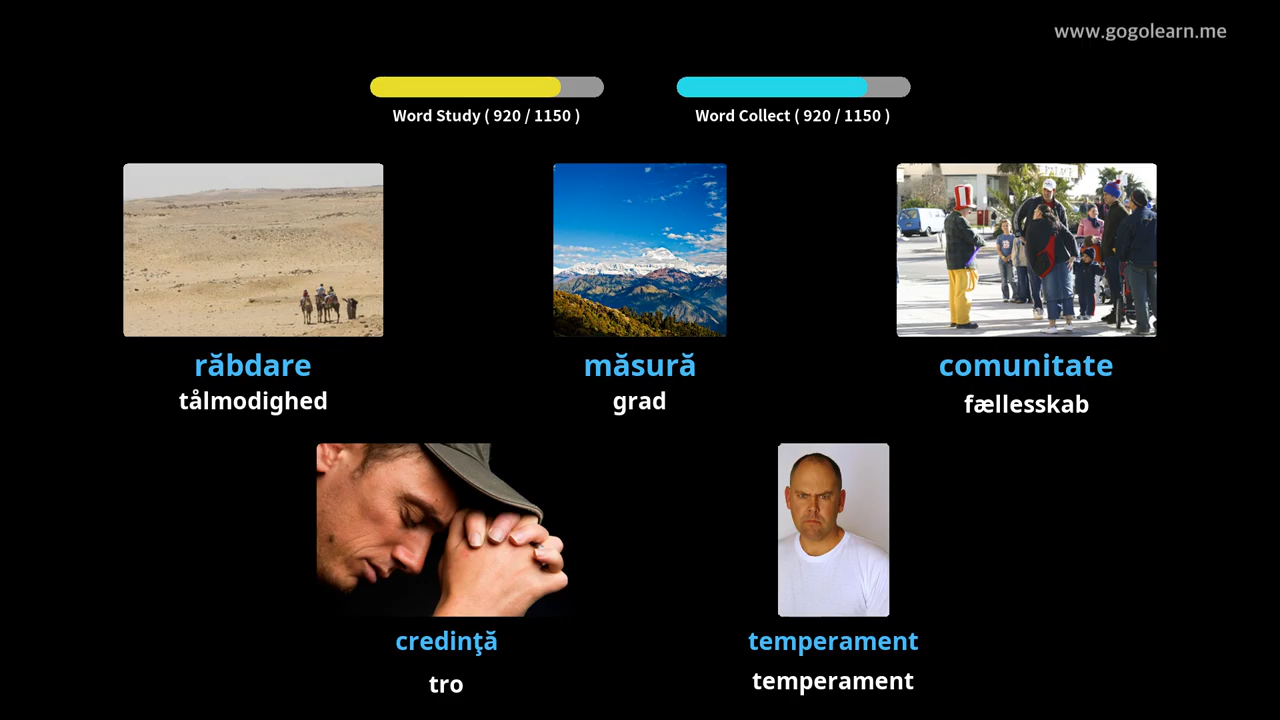 www.gogolearn.me
Word Study ( 920 / 1150 )
Word Collect ( 920 / 1150 )
răbdare
tålmodighed
măsură
grad
comunitate
fællesskab
credinţă
tro
temperament
temperament